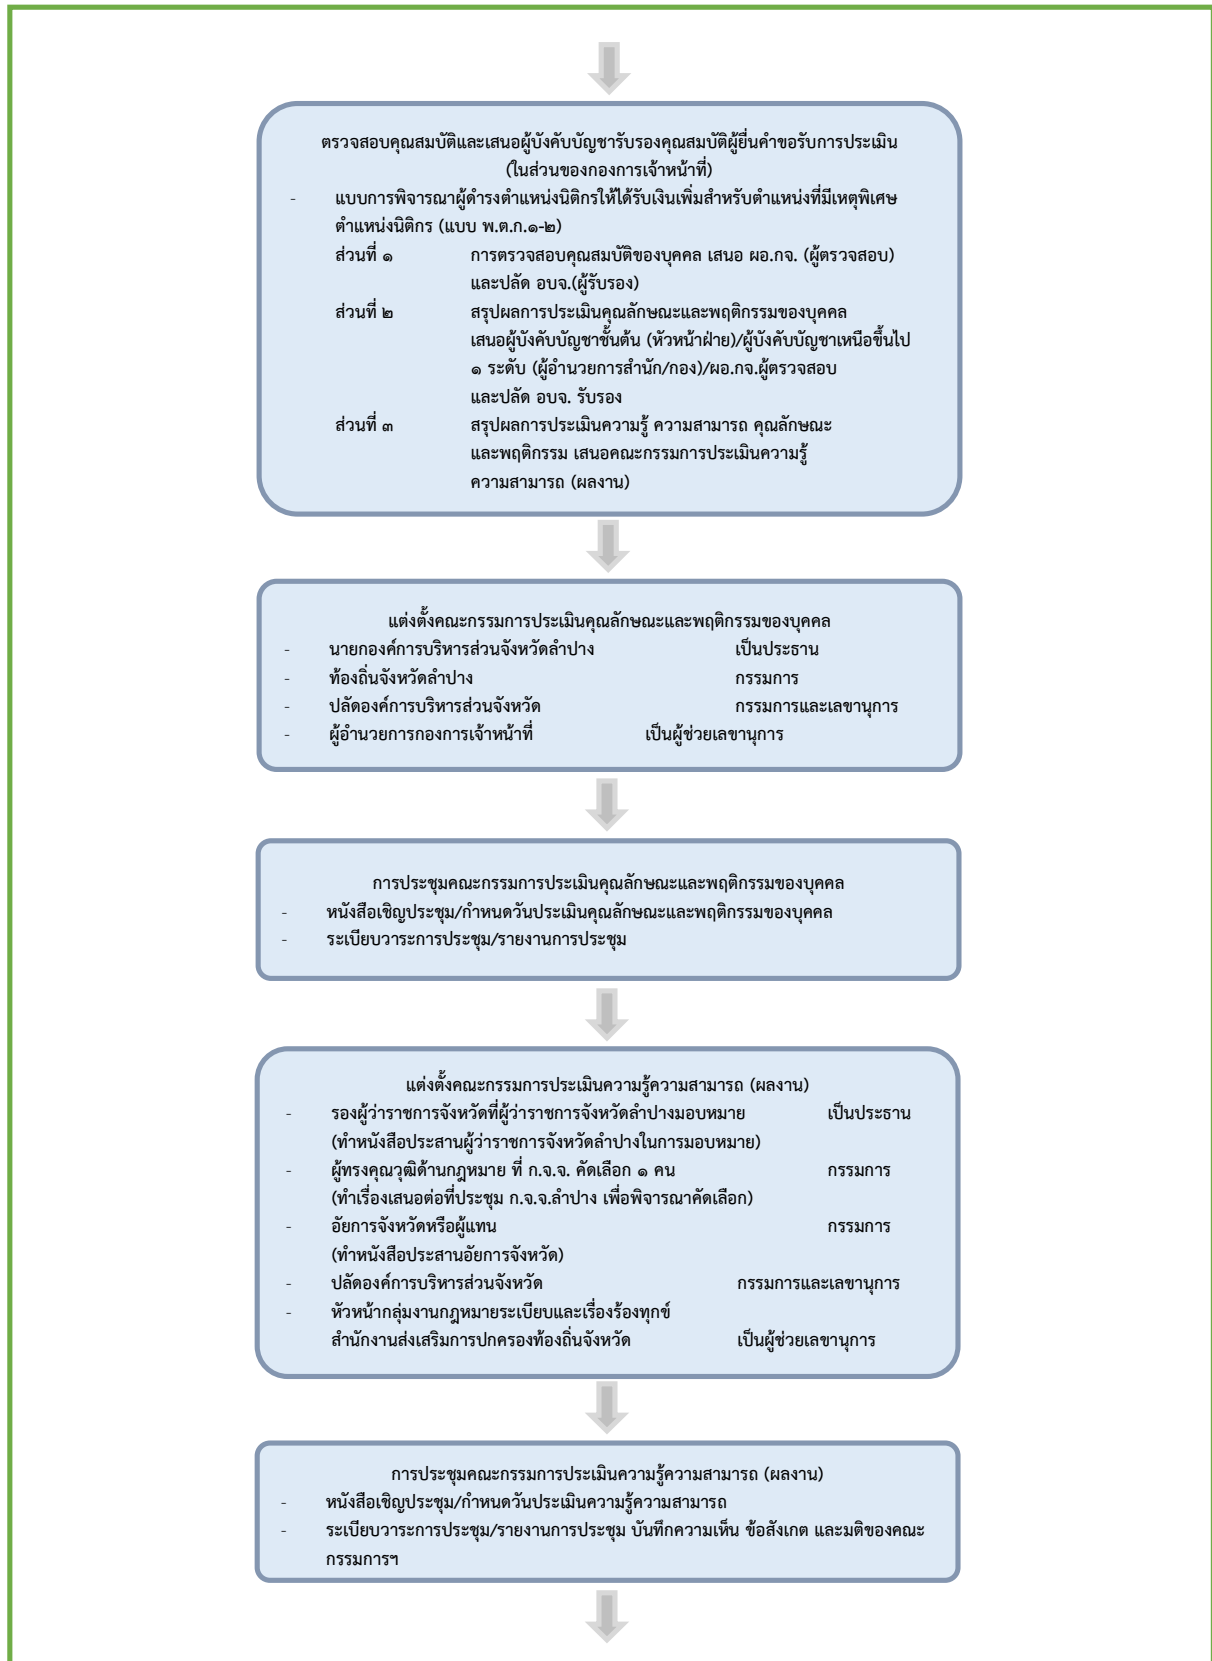 ตรวจสอบคุณสมบัติและเสนอผู้บังคับบัญชารับรองคุณสมบัติผู้ยื่นคำขอรับการประเมิน
(ในส่วนของกองการเจ้าหน้าที่)
- แบบการพิจารณาผู้ดำรงตำแหน่งนิติกรให้ได้รับเงินเพิ่มสำหรับตำแหน่งที่มีเหตุพิเศษ
ตำแหน่งนิติกร (แบบ พ.ต.ก.๑-๒)
ส่วนที่ ๑ การตรวจสอบคุณสมบัติของบุคคล เสนอ ผอ.กจ. (ผู้ตรวจสอบ)
และปลัด อบจ.(ผู้รับรอง)
ส่วนที่ ๒ สรุปผลการประเมินคุณลักษณะและพฤติกรรมของบุคคล
เสนอผู้บังคับบัญชาชั้นต้น (หัวหน้าฝ่าย)/ผู้บังคับบัญชาเหนือขึ้นไป
๑ ระดับ (ผู้อำนวยการสำนัก/กอง)/ผอ.กจ.ผู้ตรวจสอบ
และปลัด อบจ. รับรอง
ส่วนที่ ๓ สรุปผลการประเมินความรู้ ความสามารถ คุณลักษณะ
และพฤติกรรม เสนอคณะกรรมการประเมินความรู้
ความสามารถ (ผลงาน)
แต่งตั้งคณะกรรมการประเมินคุณลักษณะและพฤติกรรมของบุคคล
- นายกองค์การบริหารส่วนจังหวัดลำปาง เป็นประธาน
- ท้องถิ่นจังหวัดลำปาง กรรมการ
- ปลัดองค์การบริหารส่วนจังหวัด กรรมการและเลขานุการ
- ผู้อำนวยการกองการเจ้าหน้าที่ เป็นผู้ช่วยเลขานุการ
การประชุมคณะกรรมการประเมินคุณลักษณะและพฤติกรรมของบุคคล
- หนังสือเชิญประชุม/กำหนดวันประเมินคุณลักษณะและพฤติกรรมของบุคคล
- ระเบียบวาระการประชุม/รายงานการประชุม
แต่งตั้งคณะกรรมการประเมินความรู้ความสามารถ (ผลงาน)
- รองผู้ว่าราชการจังหวัดที่ผู้ว่าราชการจังหวัดลำปางมอบหมาย เป็นประธาน
(ทำหนังสือประสานผู้ว่าราชการจังหวัดลำปางในการมอบหมาย)
- ผู้ทรงคุณวุฒิด้านกฎหมาย ที่ ก.จ.จ. คัดเลือก ๑ คน กรรมการ
(ทำเรื่องเสนอต่อที่ประชุม ก.จ.จ.ลำปาง เพื่อพิจารณาคัดเลือก)
- อัยการจังหวัดหรือผู้แทน กรรมการ
(ทำหนังสือประสานอัยการจังหวัด)
- ปลัดองค์การบริหารส่วนจังหวัด กรรมการและเลขานุการ
- หัวหน้ากลุ่มงานกฎหมายระเบียบและเรื่องร้องทุกข์
สำนักงานส่งเสริมการปกครองท้องถิ่นจังหวัด เป็นผู้ช่วยเลขานุการ
การประชุมคณะกรรมการประเมินความรู้ความสามารถ (ผลงาน)
- หนังสือเชิญประชุม/กำหนดวันประเมินความรู้ความสามารถ
- ระเบียบวาระการประชุม/รายงานการประชุม บันทึกความเห็น ข้อสังเกต และมติของคณะ
กรรมการฯ